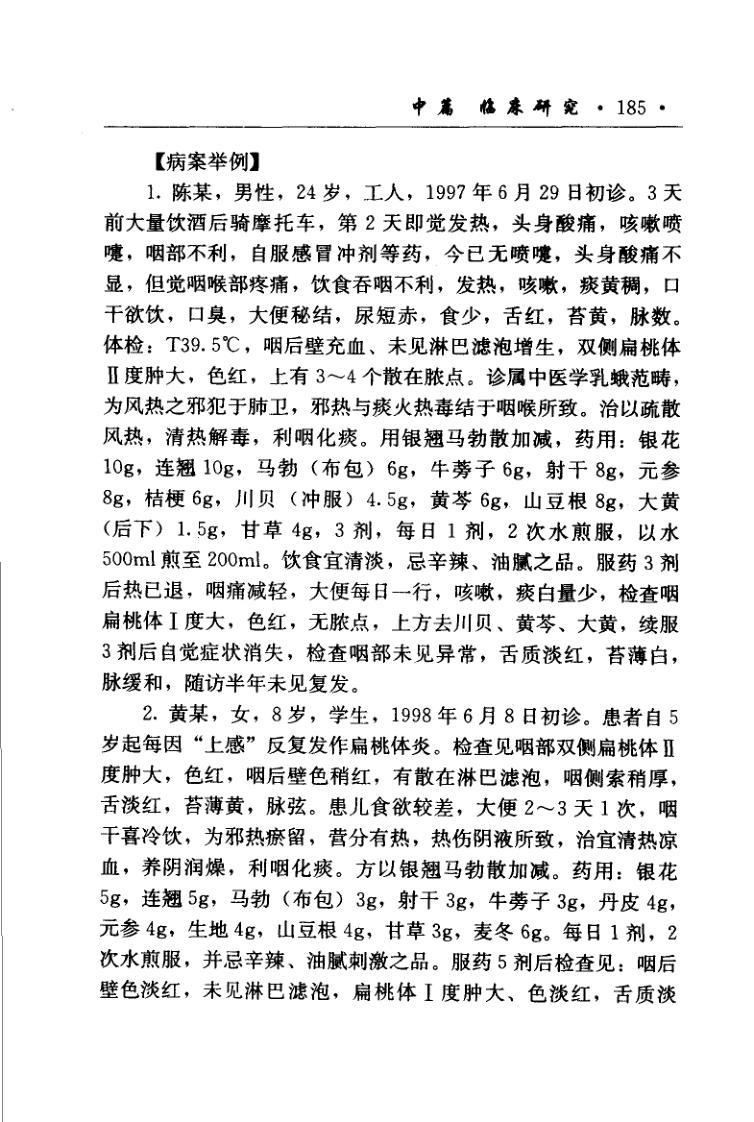 中篇 临床研究 · 185 ·
【病案举例】
1. 陈某，男性，24 岁，工人，1997 年 6 月 29 日初诊。3 天
前大量饮酒后骑摩托车，第 2 天即觉发热，头身酸痛，咳嗽喷
嚏，咽部不利，自服感冒冲剂等药，今已无喷嚏，头身酸痛不
显，但觉咽喉部疼痛，饮食吞咽不利，发热，咳嗽，痰黄稠，口
干欲饮，口臭，大便秘结，尿短赤，食少，舌红，苔黄，脉数。
体检：T39.5℃，咽后壁充血、未见淋巴滤泡增生，双侧扁桃体
Ⅱ度肿大，色红，上有 3～4 个散在脓点。诊属中医学乳蛾范畴，
为风热之邪犯于肺卫，邪热与痰火热毒结于咽喉所致。治以疏散
风热，清热解毒，利咽化痰。用银翘马勃散加减，药用：银花
10g，连翘 10g，马勃（布包）6g，牛蒡子 6g，射干 8g，元参
8g，桔梗 6g，川贝（冲服）4.5g，黄芩 6g，山豆根 8g，大黄
（后下）1.5g，甘草 4g，3 剂，每日 1 剂，2 次水煎服，以水
500ml 煎至 200ml。饮食宜清淡，忌辛辣、油腻之品。服药 3 剂
后热已退，咽痛减轻，大便每日一行，咳嗽，痰白量少，检查咽
扁桃体Ⅰ度大，色红，无脓点，上方去川贝、黄芩、大黄，续服
3 剂后自觉症状消失，检查咽部未见异常，舌质淡红，苔薄白，
脉缓和，随访半年未见复发。
2. 黄某，女，8 岁，学生，1998 年 6 月 8 日初诊。患者自 5
岁起每因“上感”反复发作扁桃体炎。检查见咽部双侧扁桃体Ⅱ
度肿大，色红，咽后壁色稍红，有散在淋巴滤泡，咽侧索稍厚，
舌淡红，苔薄黄，脉弦。患儿食欲较差，大便 2～3 天 1 次，咽
干喜冷饮，为邪热瘀留，营分有热，热伤阴液所致，治宜清热凉
血，养阴润燥，利咽化痰。方以银翘马勃散加减。药用：银花
5g，连翘 5g，马勃（布包）3g，射干 3g，牛蒡子 3g，丹皮 4g，
元参 4g，生地 4g，山豆根 4g，甘草 3g，麦冬 6g。每日 1 剂，2
次水煎服，并忌辛辣、油腻刺激之品。服药 5 剂后检查见：咽后
壁色淡红，未见淋巴滤泡，扁桃体Ⅰ度肿大、色淡红，舌质淡